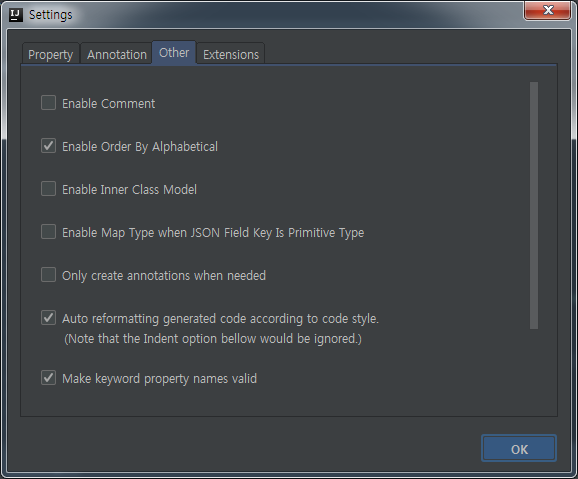 IJ Settings
Property Annotation Other Extensions
Enable Comment
Enable Order By Alphabetical
Enable Inner Class Model
Enable Map Type when JSON Field Key Is Primitive Type
Only create annotations when needed
Auto reformatting generated code according to code style.
(Note that the Indent option bellow would be ignored.)
Make keyword property names valid
OK